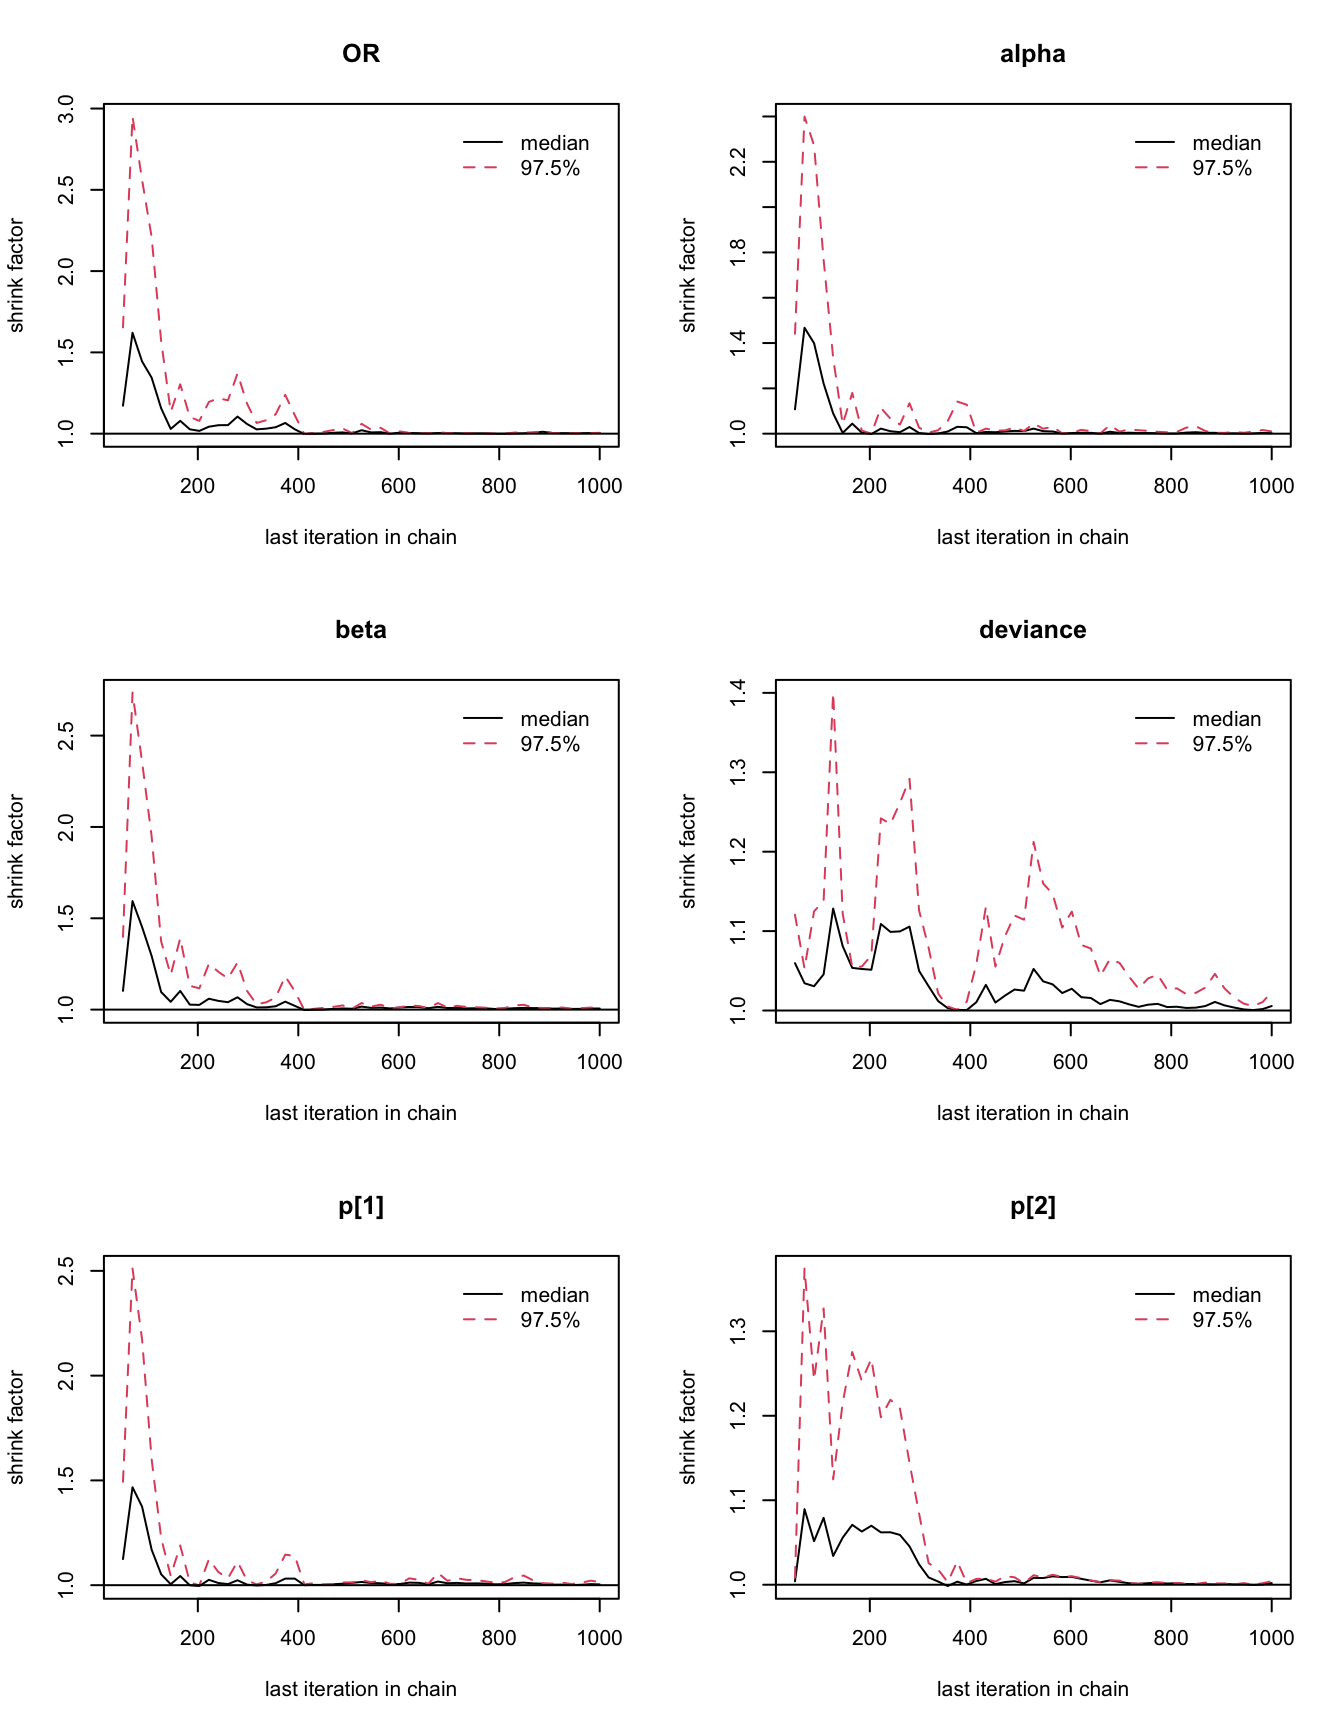 OR
shrink factor
1.0 1.5 2.0 2.5 3.0
median
97.5%
200 400 600 800 1000
last iteration in chain
alpha
shrink factor
1.0 1.4 1.8 2.2
median
97.5%
200 400 600 800 1000
last iteration in chain
beta
shrink factor
1.0 1.5 2.0 2.5
median
97.5%
200 400 600 800 1000
last iteration in chain
deviance
shrink factor
1.0 1.1 1.2 1.3 1.4
median
97.5%
200 400 600 800 1000
last iteration in chain
p[1]
shrink factor
1.0 1.5 2.0 2.5
median
97.5%
200 400 600 800 1000
last iteration in chain
p[2]
shrink factor
1.0 1.1 1.2 1.3
median
97.5%
200 400 600 800 1000
last iteration in chain